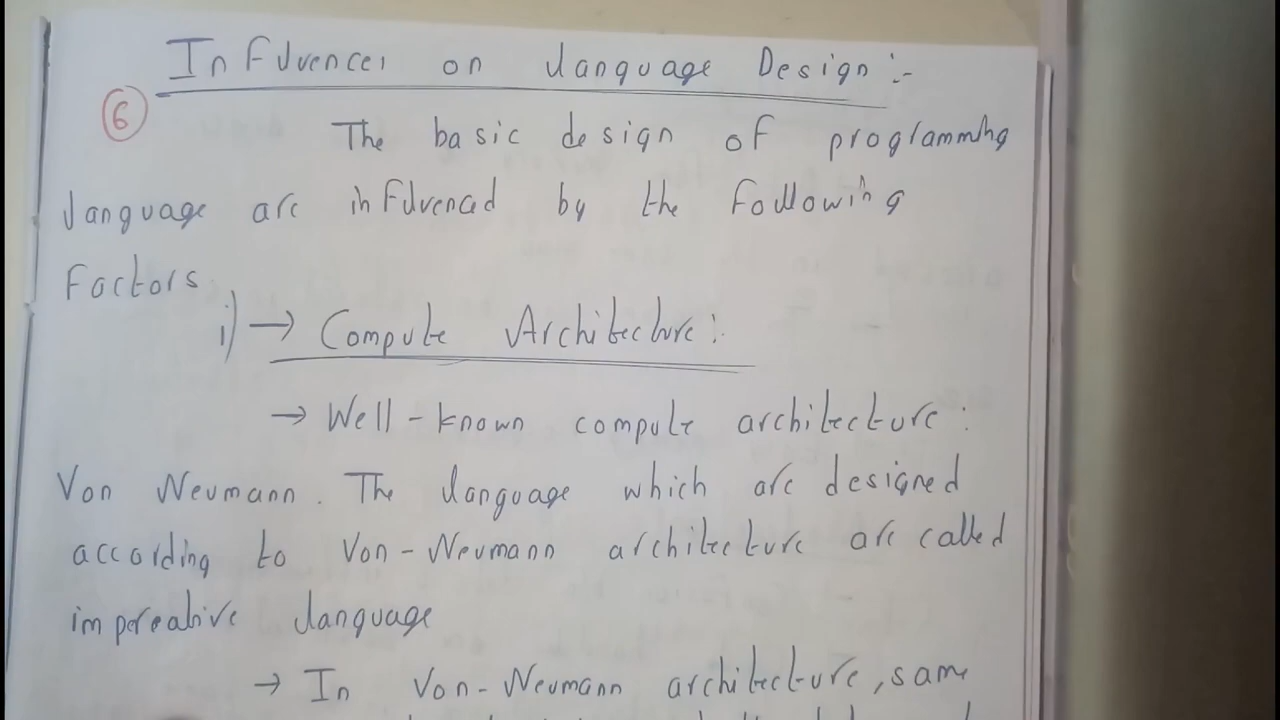 Influences on language Design :-
6
The basic design of programming
language are influenced by the following
Factors
i) → Compute Architecture :
→ Well-known compute architecture :
Von Neumann. The language which are designed
according to Von-Neumann architecture are called
impereative language
→ In Von-Neumann architecture, same